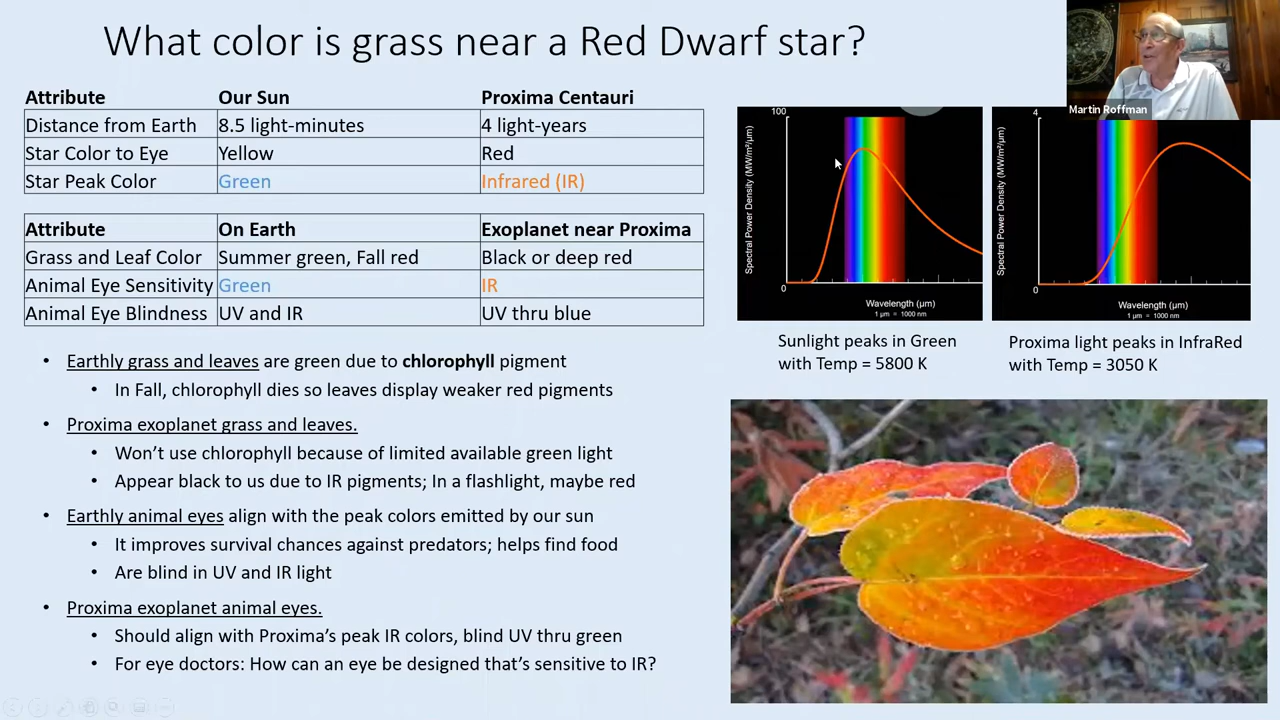 What color is grass near a Red Dwarf star?
Martin Roffman
Attribute Our Sun Proxima Centauri
Distance from Earth 8.5 light-minutes 4 light-years
Star Color to Eye Yellow Red
Star Peak Color Green Infrared (IR)
Attribute On Earth Exoplanet near Proxima
Grass and Leaf Color Summer green, Fall red Black or deep red
Animal Eye Sensitivity Green IR
Animal Eye Blindness UV and IR UV thru blue
• Earthly grass and leaves are green due to chlorophyll pigment
• In Fall, chlorophyll dies so leaves display weaker red pigments
• Proxima exoplanet grass and leaves.
• Won't use chlorophyll because of limited available green light
• Appear black to us due to IR pigments; In a flashlight, maybe red
• Earthly animal eyes align with the peak colors emitted by our sun
• It improves survival chances against predators; helps find food
• Are blind in UV and IR light
• Proxima exoplanet animal eyes.
• Should align with Proxima's peak IR colors, blind UV thru green
• For eye doctors: How can an eye be designed that's sensitive to IR?
100
Spectral Power Density (MW/m²/µm)
0
Wavelength (µm)
1 µm = 1000 nm
Sunlight peaks in Green
with Temp = 5800 K
4
Spectral Power Density (MW/m²/µm)
0
Wavelength (µm)
1 µm = 1000 nm
Proxima light peaks in InfraRed
with Temp = 3050 K